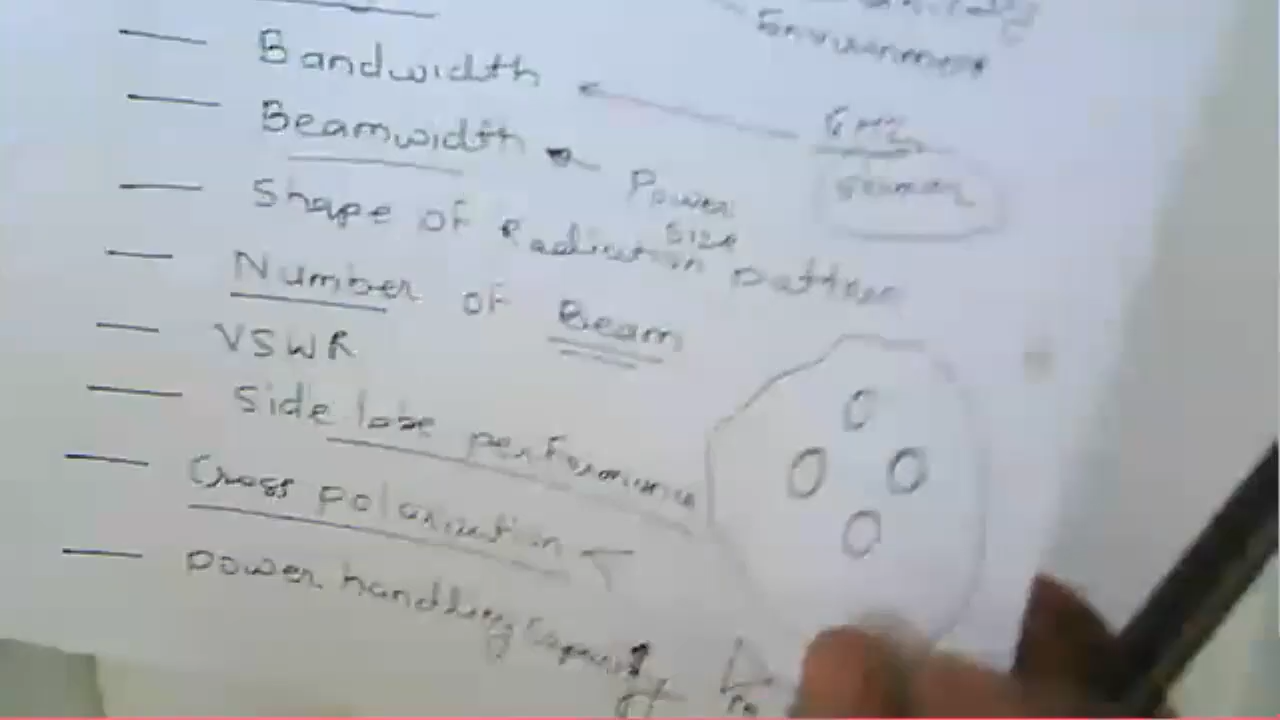 Environment
Bandwidth
Beamwidth
Power
Size
Shape of Radiation pattern
Number of Beam
VSWR
Side lobe performance
Cross polarization
power handling capacity